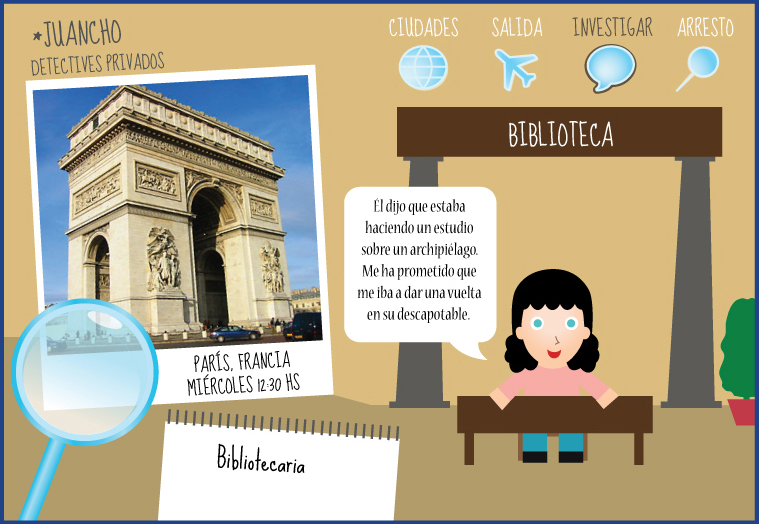 *JUANCHO
DETECTIVES PRIVADOS
CIUDADES
SALIDA
INVESTIGAR
ARRESTO
BIBLIOTECA
Él dijo que estaba
haciendo un estudio
sobre un archipiélago.
Me ha prometido que
me iba a dar una vuelta
en su descapotable.
PARÍS, FRANCIA
MIÉRCOLES 12:30 HS
Bibliotecaria